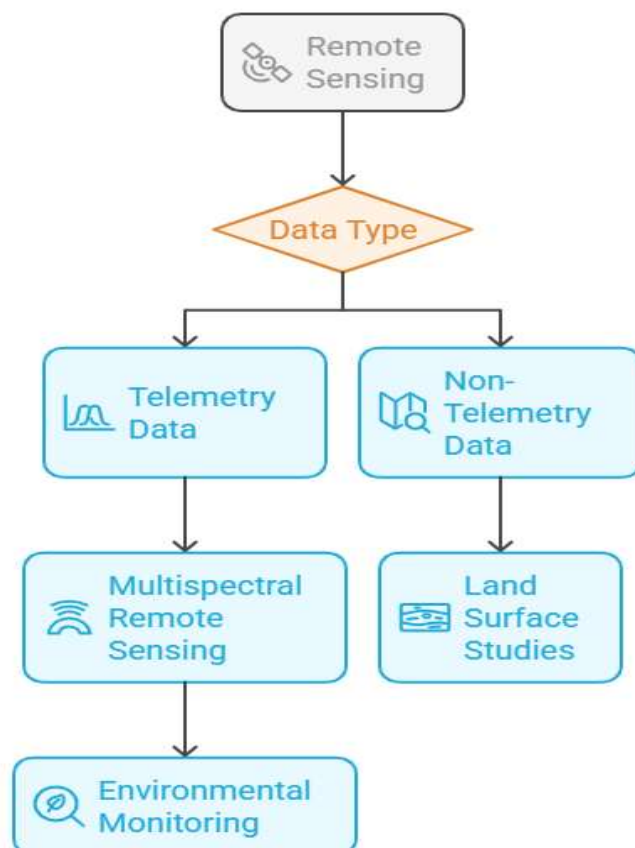 Remote
Sensing
Data Type
Telemetry
Data
Non-
Telemetry
Data
Multispectral
Remote
Sensing
Land
Surface
Studies
Environmental
Monitoring